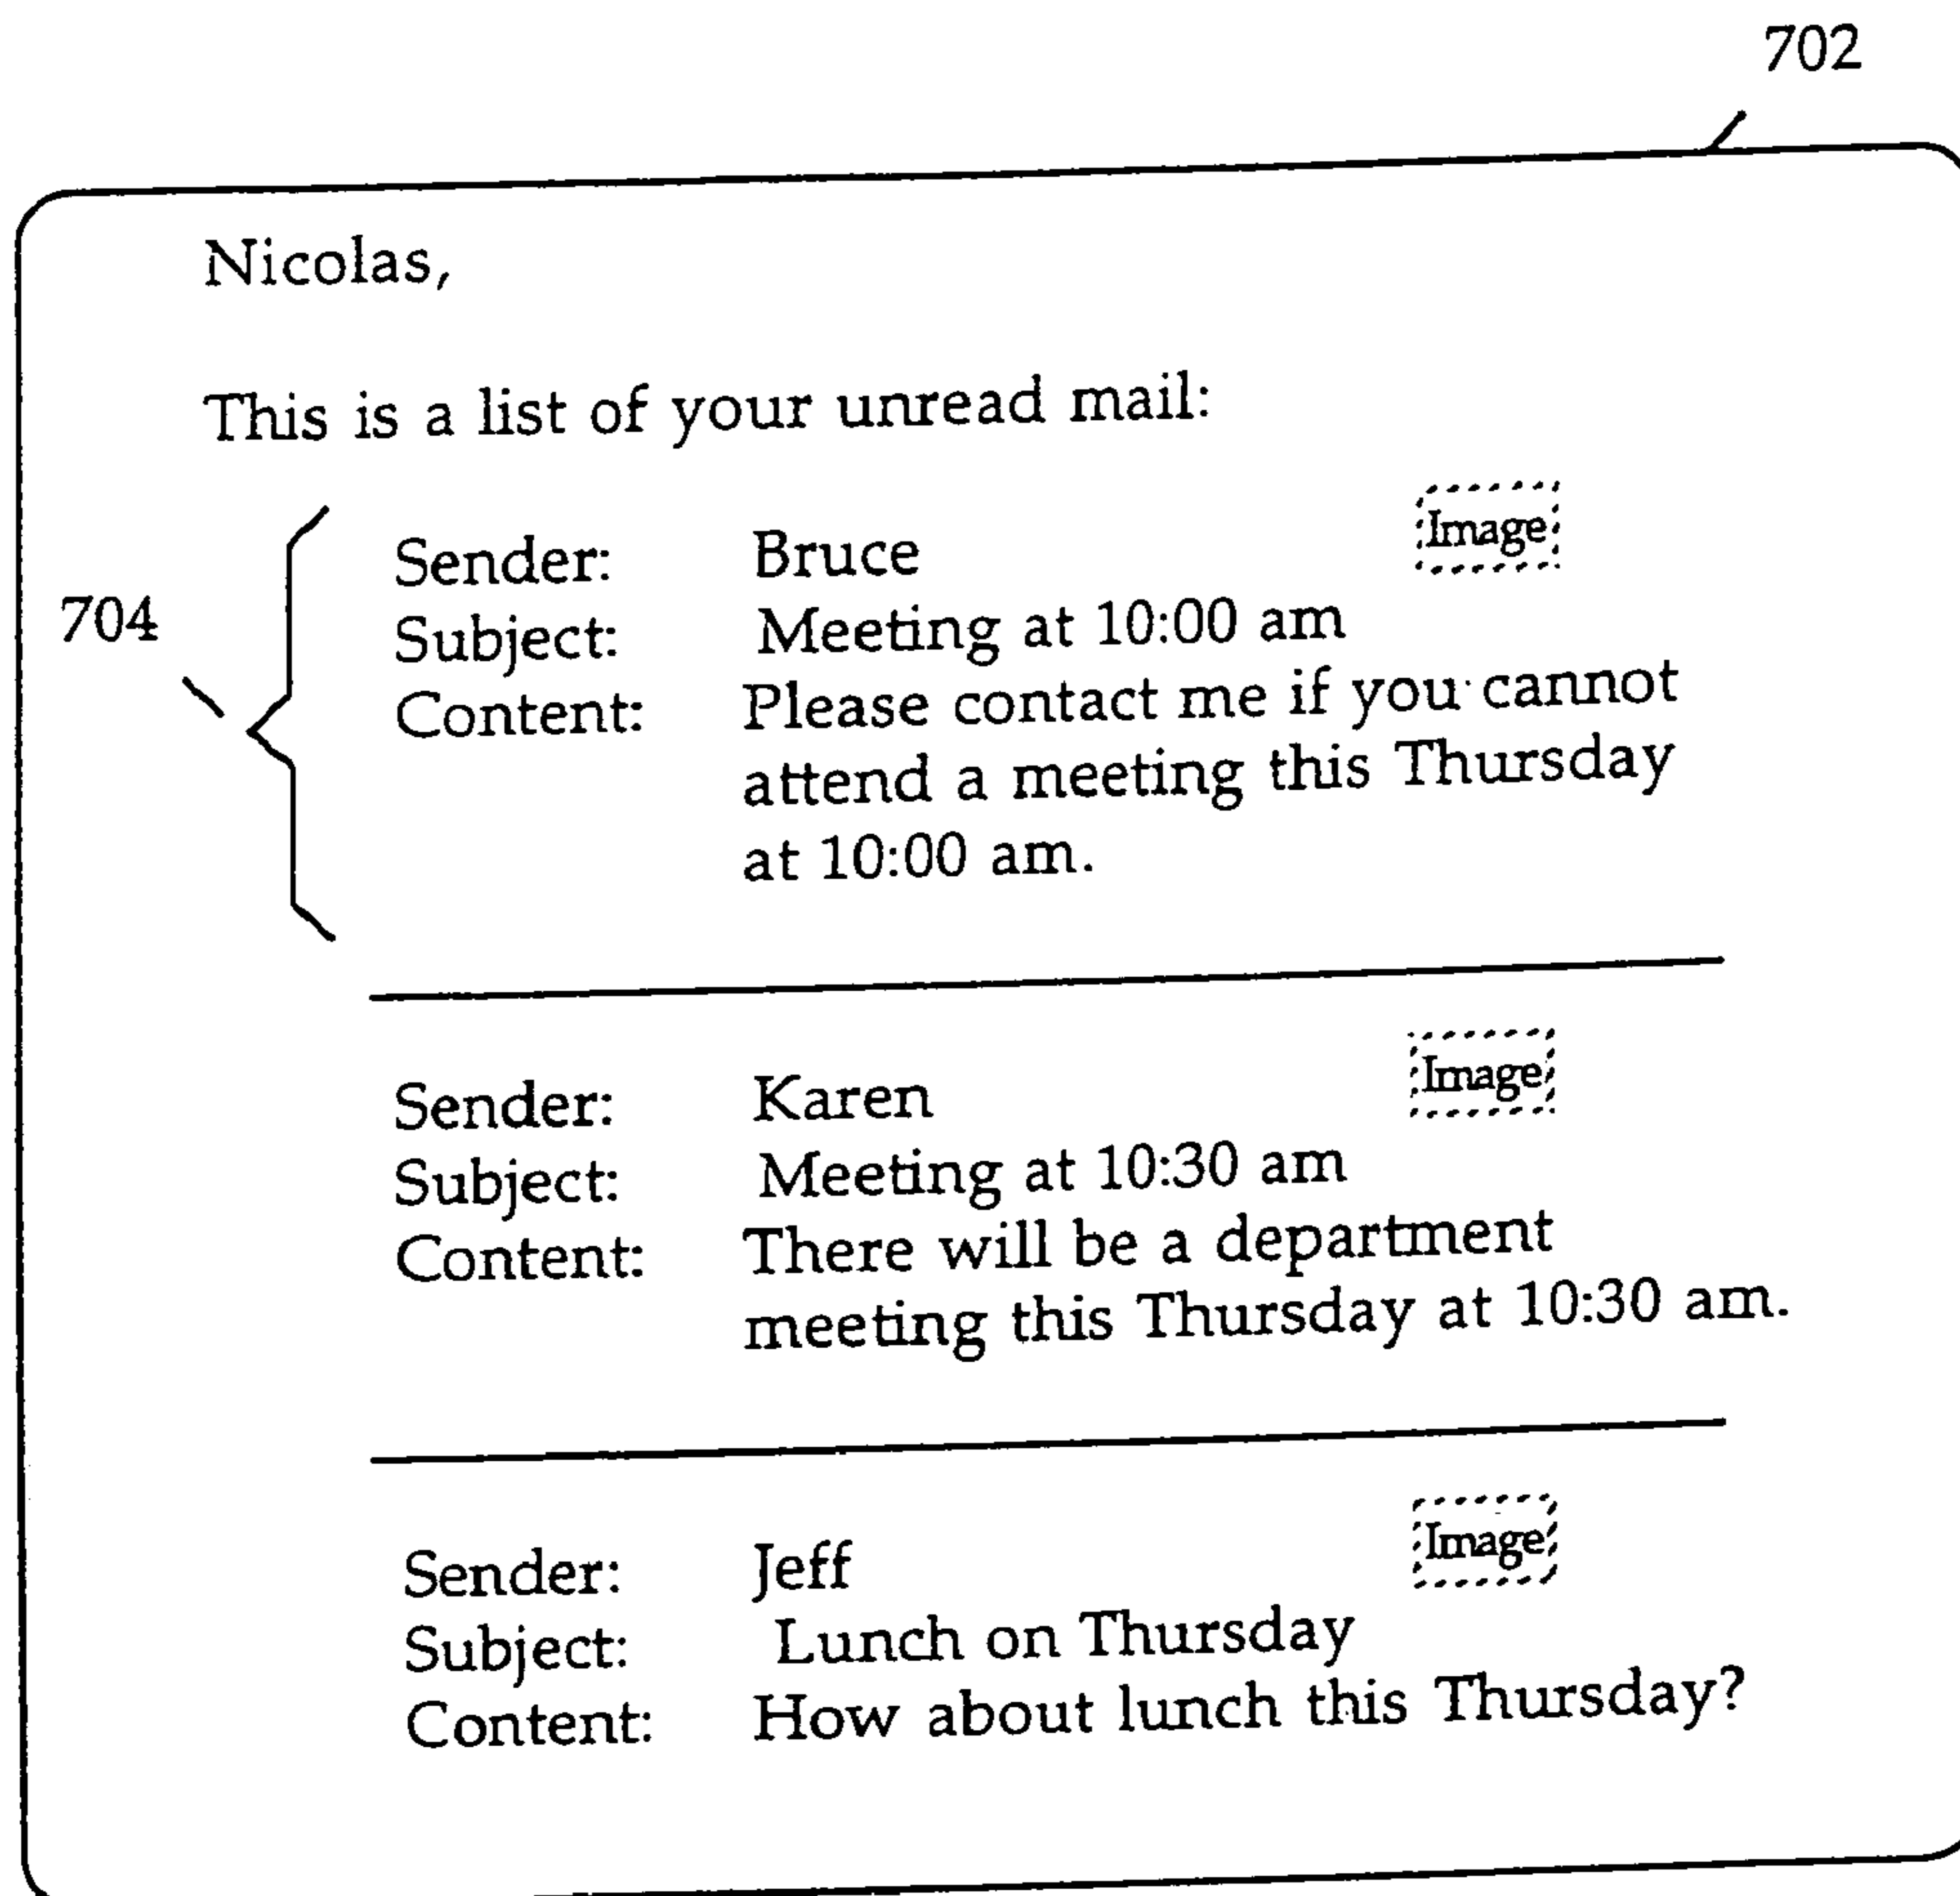 702
Nicolas,
This is a list of your unread mail:
Image
Sender: Bruce
704
Subject: Meeting at 10:00 am
Content: Please contact me if you cannot
attend a meeting this Thursday
at 10:00 am.
Image
Sender: Karen
Subject: Meeting at 10:30 am
Content: There will be a department
meeting this Thursday at 10:30 am.
Image
Sender: Jeff
Subject: Lunch on Thursday
Content: How about lunch this Thursday?